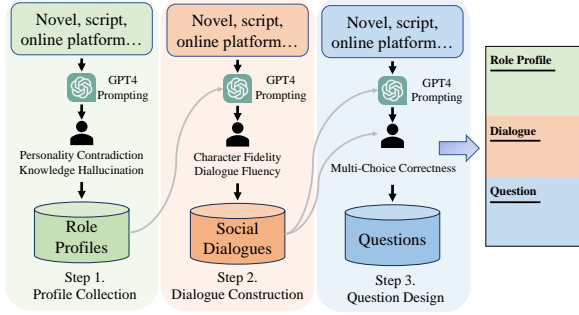 Novel, script,
online platform…
GPT4
Prompting
Personality Contradiction
Knowledge Hallucination
Role
Profiles
Step 1.
Profile Collection
Novel, script,
online platform…
GPT4
Prompting
Character Fidelity
Dialogue Fluency
Social
Dialogues
Step 2.
Dialogue Construction
Novel, script,
online platform…
GPT4
Prompting
Multi-Choice Correctness
Questions
Step 3.
Question Design
Role Profile
Dialogue
Question